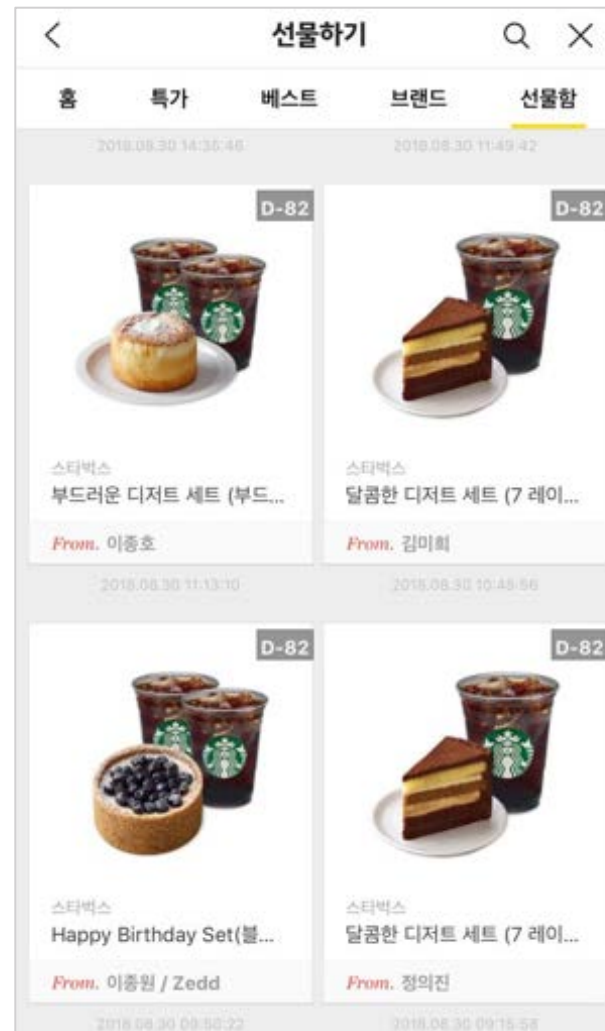 선물하기
홈 특가 베스트 브랜드 선물함
2018.08.30 14:35:46 2018.08.30 11:49:42
D-82 D-82
스타벅스 스타벅스
부드러운 디저트 세트 (부드... 달콤한 디저트 세트 (7 레이...
From. 이종호 From. 김미희
2018.08.30 11:13:10 2018.08.30 10:48:56
D-82 D-82
스타벅스 스타벅스
Happy Birthday Set(블... 달콤한 디저트 세트 (7 레이...
From. 이종원 / Zedd From. 정의진
2018.08.30 09:50:22 2018.08.30 09:15:58